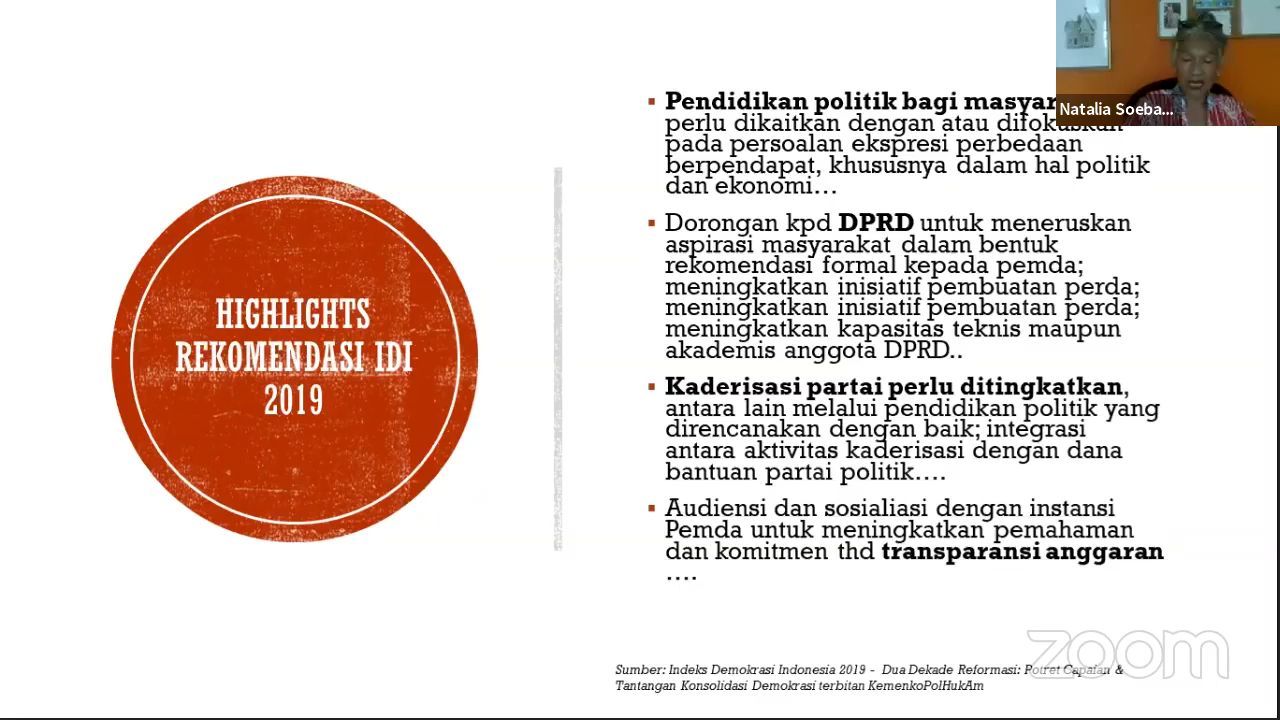 HIGHLIGHTS
REKOMENDASI IDI
2019
▪ Pendidikan politik bagi
perlu dikaitkan dengan atau difokuskan
pada persoalan ekspresi perbedaan
berpendapat, khususnya dalam hal politik
dan ekonomi…
▪ Dorongan kpd DPRD untuk meneruskan
aspirasi masyarakat dalam bentuk
rekomendasi formal kepada pemda;
meningkatkan inisiatif pembuatan perda;
meningkatkan inisiatif pembuatan perda;
meningkatkan kapasitas teknis maupun
akademis anggota DPRD..
▪ Kaderisasi partai perlu ditingkatkan,
antara lain melalui pendidikan politik yang
direncanakan dengan baik; integrasi
antara aktivitas kaderisasi dengan dana
bantuan partai politik….
▪ Audiensi dan sosialiasi dengan instansi
Pemda untuk meningkatkan pemahaman
dan komitmen thd transparansi anggaran
….
Sumber: Indeks Demokrasi Indonesia 2019 - Dua Dekade Reformasi: Potret Capaian &
Tantangan Konsolidasi Demokrasi terbitan KemenkoPolHukAm
Natalia Soeba...
zoom